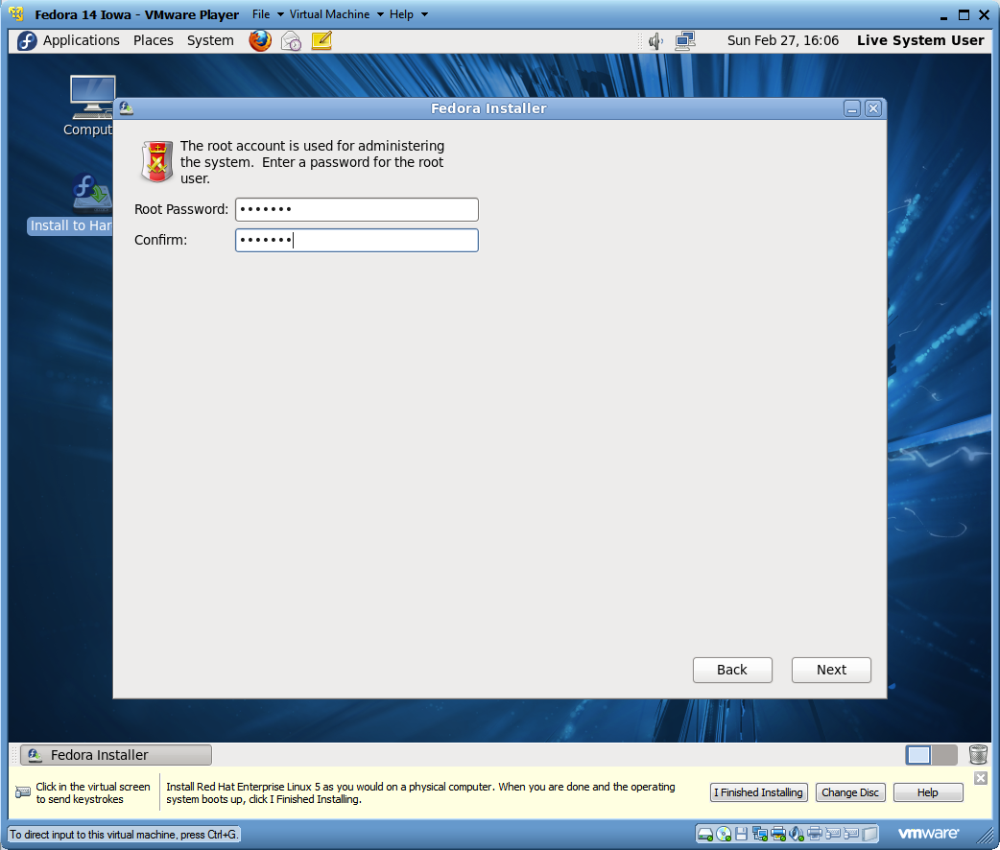 Fedora 14 Iowa - VMware Player File Virtual Machine Help
Applications Places System Sun Feb 27, 16:06 Live System User
Comput
Install to Har
Fedora Installer
The root account is used for administering
the system. Enter a password for the root
user.
Root Password: •••••••
Confirm: •••••••
Back Next
Fedora Installer
Click in the virtual screen
to send keystrokes
Install Red Hat Enterprise Linux 5 as you would on a physical computer. When you are done and the operating
system boots up, click I Finished Installing.
I Finished Installing Change Disc Help
To direct input to this virtual machine, press Ctrl+G.
vmware